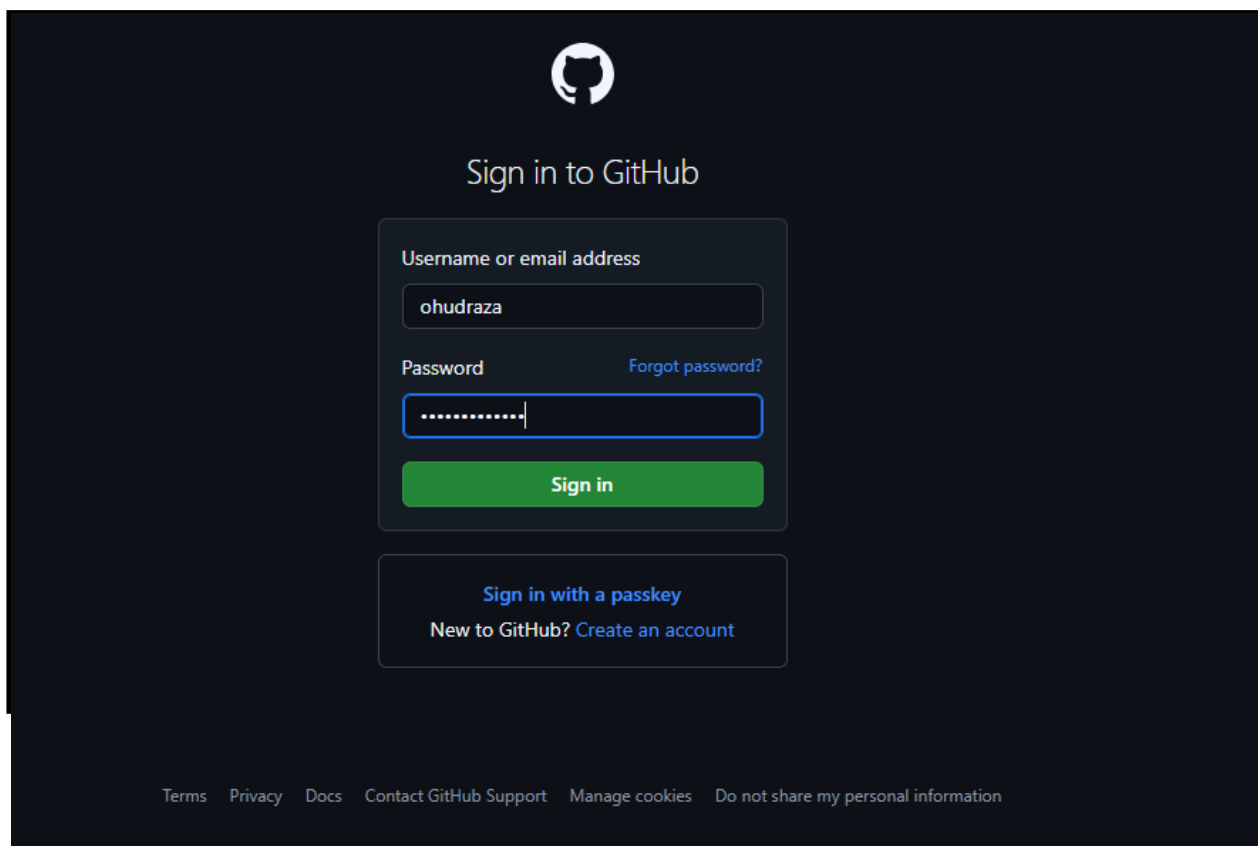 Sign in to GitHub
Username or email address
ohudraza
Password Forgot password?
•••••••••••••
Sign in
Sign in with a passkey
New to GitHub? Create an account
Terms Privacy Docs Contact GitHub Support Manage cookies Do not share my personal information